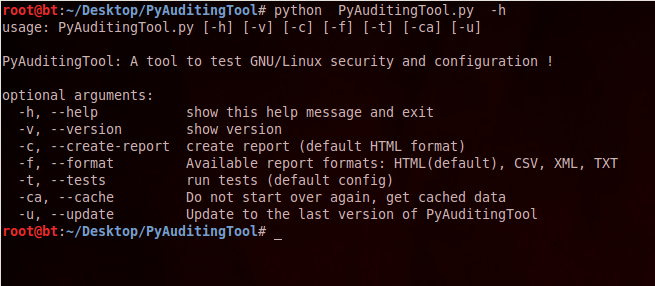 root@bt:~/Desktop/PyAuditingTool# python  PyAuditingTool.py  -h
usage: PyAuditingTool.py [-h] [-v] [-c] [-f] [-t] [-ca] [-u]

PyAuditingTool: A tool to test GNU/Linux security and configuration !

optional arguments:
  -h, --help           show this help message and exit
  -v, --version        show version
  -c, --create-report  create report (default HTML format)
  -f, --format         Available report formats: HTML(default), CSV, XML, TXT
  -t, --tests          run tests (default config)
  -ca, --cache         Do not start over again, get cached data
  -u, --update         Update to the last version of PyAuditingTool
root@bt:~/Desktop/PyAuditingTool# _